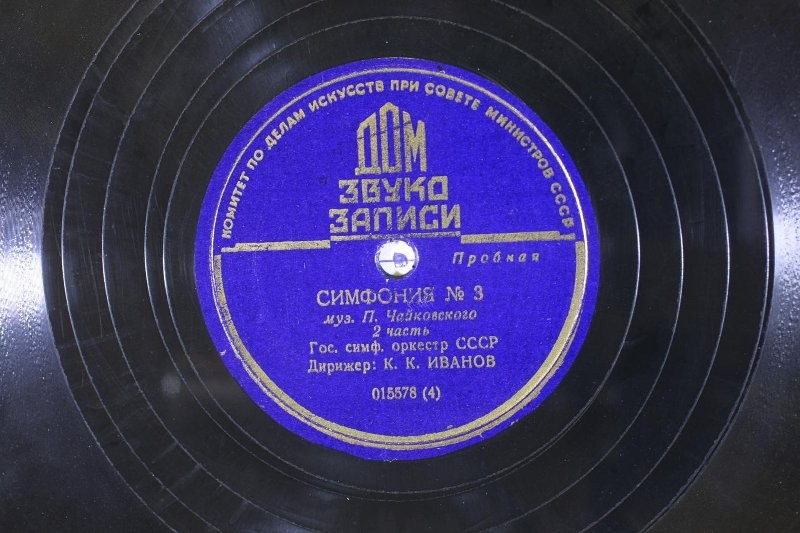 КОМИТЕТ ПО ДЕЛАМ ИСКУССТВ ПРИ СОВЕТЕ МИНИСТРОВ СССР
ДОМ
ЗВУКО
ЗАПИСИ
Пробная
СИМФОНИЯ № 3
муз. П. Чайковского
2 часть
Гос. симф. оркестр СССР
Дирижер: К. К. ИВАНОВ
015578 (4)